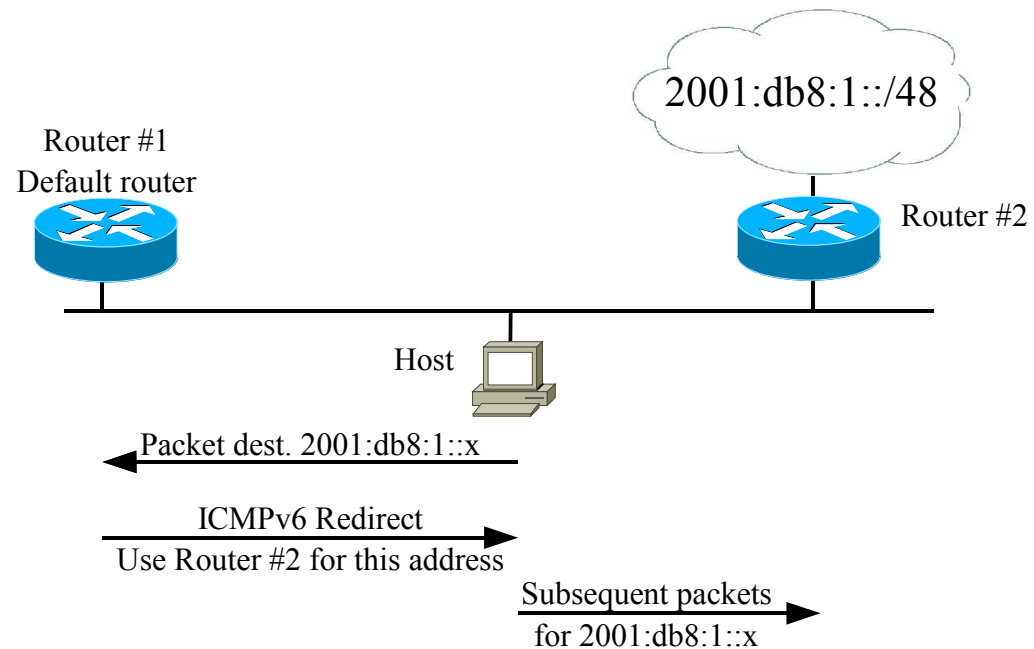 2001:db8:1::/48
Router #1
Default router
Router #2
Host
Packet dest. 2001:db8:1::x
ICMPv6 Redirect
Use Router #2 for this address
Subsequent packets
for 2001:db8:1::x